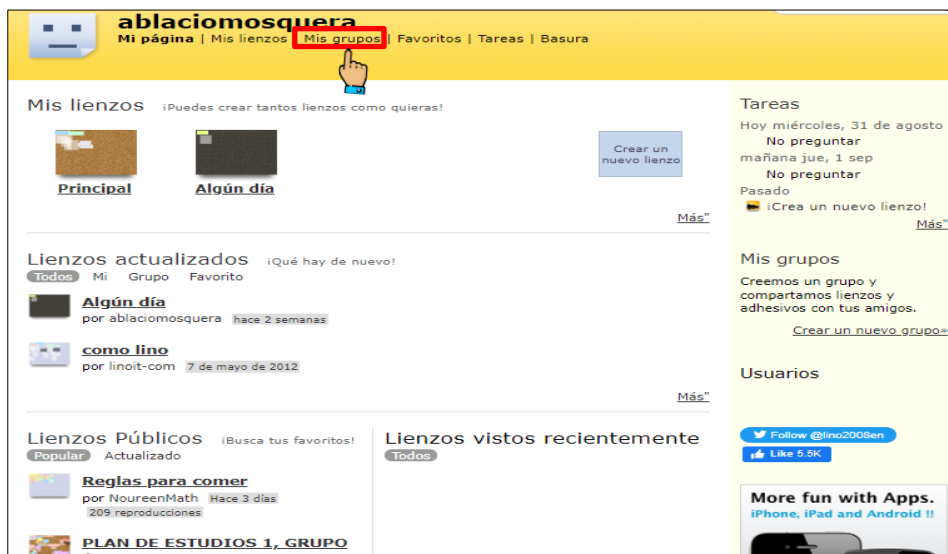 ablaciomosquera
Mi página | Mis lienzos | Mis grupos | Favoritos | Tareas | Basura
Mis lienzos ¡Puedes crear tantos lienzos como quieras!
Principal
Algún día
Crear un
nuevo lienzo
Más"
Lienzos actualizados ¡Qué hay de nuevo!
Todos Mi Grupo Favorito
Algún día
por ablaciomosquera hace 2 semanas
como lino
por linoit-com 7 de mayo de 2012
Más"
Lienzos Públicos ¡Busca tus favoritos!
Popular Actualizado
Reglas para comer
por NoureenMath Hace 3 días
209 reproducciones
PLAN DE ESTUDIOS 1, GRUPO
Lienzos vistos recientemente
Todos
Tareas
Hoy miércoles, 31 de agosto
No preguntar
mañana jue, 1 sep
No preguntar
Pasado
¡Crea un nuevo lienzo!
Más"
Mis grupos
Creemos un grupo y
compartamos lienzos y
adhesivos con tus amigos.
Crear un nuevo grupo»
Usuarios
Follow @lino2008en
Like 5.5K
More fun with Apps.
iPhone, iPad and Android !!